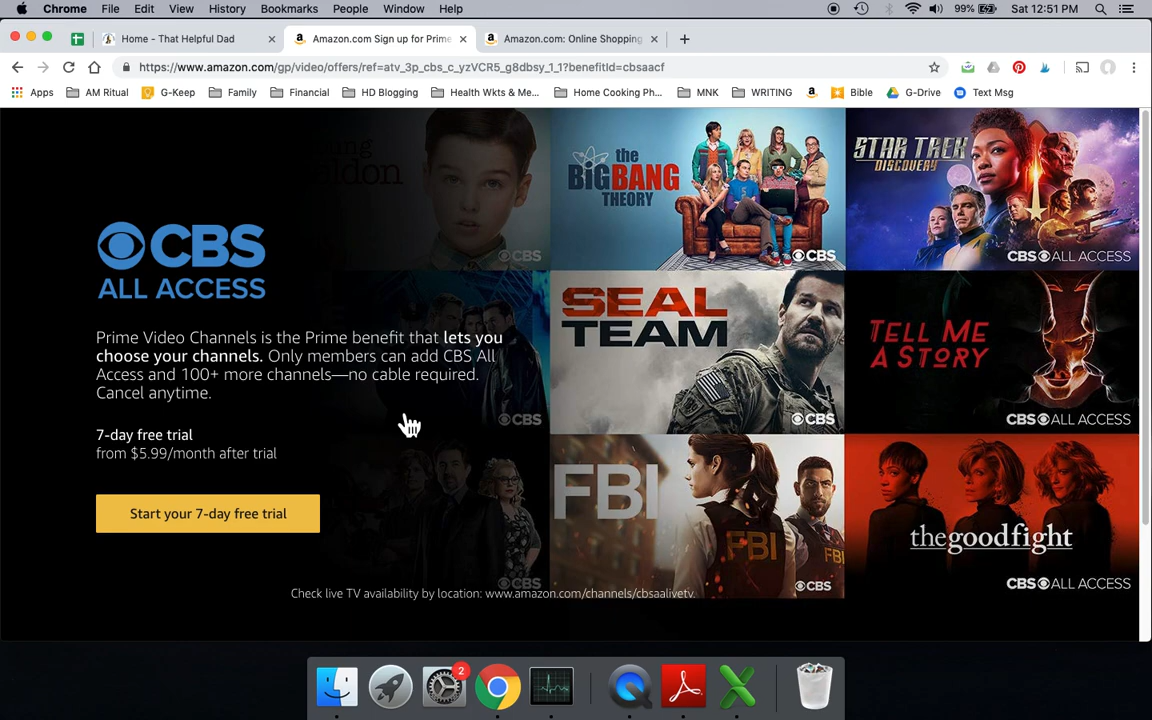 Chrome File Edit View History Bookmarks People Window Help 99% Sat 12:51 PM
Home - That Helpful Dad
Amazon.com Sign up for Prime
Amazon.com: Online Shopping
https://www.amazon.com/gp/video/offers/ref=atv_3p_cbs_c_yzVCR5_g8dbsy_1_1?benefitId=cbsaacf
Apps AM Ritual G-Keep Family Financial HD Blogging Health Wkts & Me... Home Cooking Ph... MNK WRITING Bible G-Drive Text Msg
CBS
ALL ACCESS
Prime Video Channels is the Prime benefit that lets you
choose your channels. Only members can add CBS All
Access and 100+ more channels—no cable required.
Cancel anytime.
7-day free trial
from $5.99/month after trial
Start your 7-day free trial
CBS
the
BIG BANG
THEORY
CBS
STAR TREK
DISCOVERY
CBS ALL ACCESS
CBS
SEAL
TEAM
CBS
TELL ME
A STORY
CBS ALL ACCESS
CBS
FBI
FBI
FBI
CBS
thegoodfight
CBS ALL ACCESS
Check live TV availability by location: www.amazon.com/channels/cbsaalivetv.
2